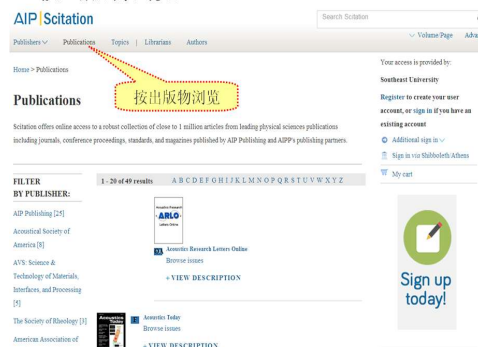 AIP Scitation
Search Scitation
Publishers Publications Topics | Librarians Authors
Volume Page
Home > Publications
按出版物浏览
Publications
Scitation offers online access to a robust collection of close to 1 million articles from leading physical sciences publications
including journals, conference proceedings, standards, and magazines published by AIP Publishing and AIPP's publishing partners.
Your access is provided by:
Southeast University
Register to create your user
account, or sign in if you have an
existing account
Additional sign in
Sign in via Shibboleth/Athens
My cart
FILTER
BY PUBLISHER:
AIP Publishing [25]
Acoustical Society of
America [8]
AVS: Science &
Technology of Materials,
Interfaces, and Processing
[5]
The Society of Rheology [3]
American Association of
1 - 20 of 49 results A B C D E F G H I J K L M N O P Q R S T U V W X Y Z
ARLO
Acoustics Research Letters Online
Browse issues
+ VIEW DESCRIPTION
Acoustics
Today
Acoustics Today
Browse issues
+ VIEW DESCRIPTION
Sign up
today!